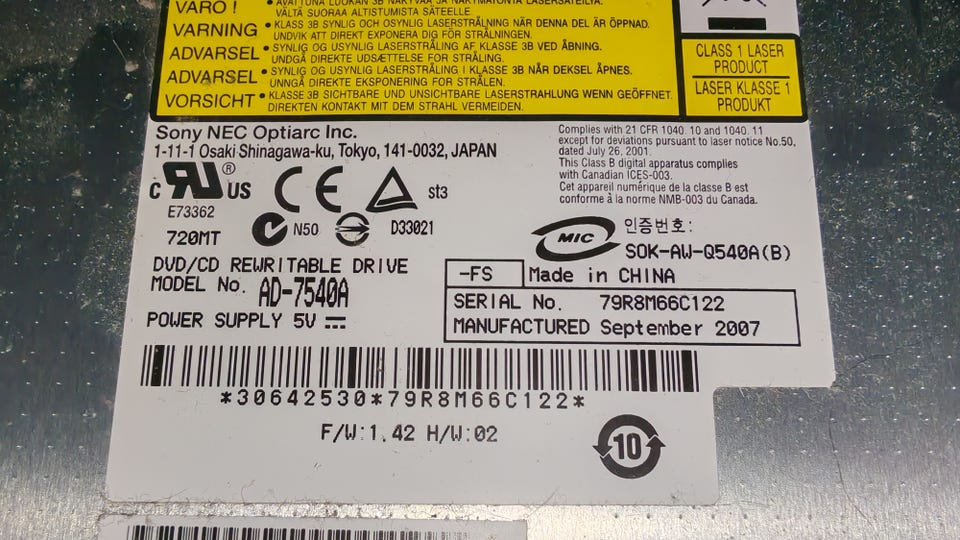 VARO !
• AVATTUNA LUOKAN 3B NÄKYVÄÄ JA NÄKYMÄTÖNTÄ LASERSÄTEILYÄ.
VÄLTÄ SUORAA ALTISTUMISTA SÄTEELLE.
VARNING
• KLASS 3B SYNLIG OCH OSYNLIG LASERSTRÅLNING NÄR DENNA DEL ÄR ÖPPNAD.
UNDVIK ATT DIREKT EXPONERA DIG FÖR STRÅLNINGEN.
ADVARSEL
• SYNLIG OG USYNLIG LASERSTRÅLING AF KLASSE 3B VED ÅBNING.
UNDGÅ DIREKTE UDSÆTTELSE FOR STRÅLING.
ADVARSEL
• SYNLIG OG USYNLIG LASERSTRÅLING I KLASSE 3B NÅR DEKSEL ÅPNES.
UNNGÅ DIREKTE EKSPONERING FOR STRÅLEN.
VORSICHT
• KLASSE 3B SICHTBARE UND UNSICHTBARE LASERSTRAHLUNG WENN GEÖFFNET.
DIREKTEN KONTAKT MIT DEM STRAHL VERMEIDEN.
CLASS 1 LASER
PRODUCT
LASER KLASSE 1
PRODUKT
Sony NEC Optiarc Inc.
1-11-1 Osaki Shinagawa-ku, Tokyo, 141-0032, JAPAN
Complies with 21 CFR 1040. 10 and 1040. 11
except for deviations pursuant to laser notice No.50,
dated July 26, 2001.
This Class B digital apparatus complies
with Canadian ICES-003.
Cet appareil numérique de la classe B est
conforme à la norme NMB-003 du Canada.
c RU ® US
E73362
CE
st3
N50
D33021
720MT
MIC
인증번호:
SOK-AW-Q540A(B)
DVD/CD REWRITABLE DRIVE
MODEL No. AD-7540A
POWER SUPPLY 5V
-FS
Made in CHINA
SERIAL No. 79R8M66C122
MANUFACTURED September 2007
*30642530*79R8M66C122*
F/W:1.42 H/W:02
10